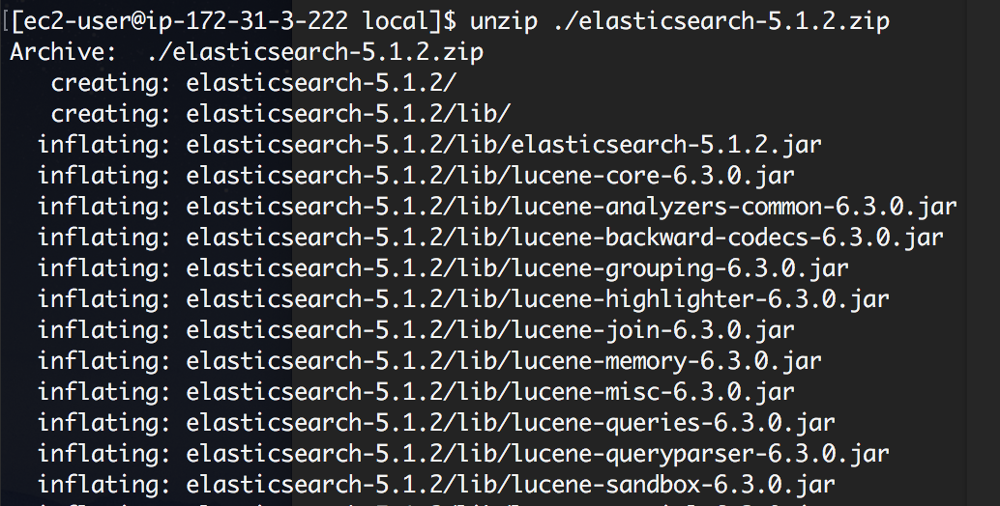 [[ec2-user@ip-172-31-3-222 local]$ unzip ./elasticsearch-5.1.2.zip
Archive:  ./elasticsearch-5.1.2.zip
   creating: elasticsearch-5.1.2/
   creating: elasticsearch-5.1.2/lib/
  inflating: elasticsearch-5.1.2/lib/elasticsearch-5.1.2.jar
  inflating: elasticsearch-5.1.2/lib/lucene-core-6.3.0.jar
  inflating: elasticsearch-5.1.2/lib/lucene-analyzers-common-6.3.0.jar
  inflating: elasticsearch-5.1.2/lib/lucene-backward-codecs-6.3.0.jar
  inflating: elasticsearch-5.1.2/lib/lucene-grouping-6.3.0.jar
  inflating: elasticsearch-5.1.2/lib/lucene-highlighter-6.3.0.jar
  inflating: elasticsearch-5.1.2/lib/lucene-join-6.3.0.jar
  inflating: elasticsearch-5.1.2/lib/lucene-memory-6.3.0.jar
  inflating: elasticsearch-5.1.2/lib/lucene-misc-6.3.0.jar
  inflating: elasticsearch-5.1.2/lib/lucene-queries-6.3.0.jar
  inflating: elasticsearch-5.1.2/lib/lucene-queryparser-6.3.0.jar
  inflating: elasticsearch-5.1.2/lib/lucene-sandbox-6.3.0.jar